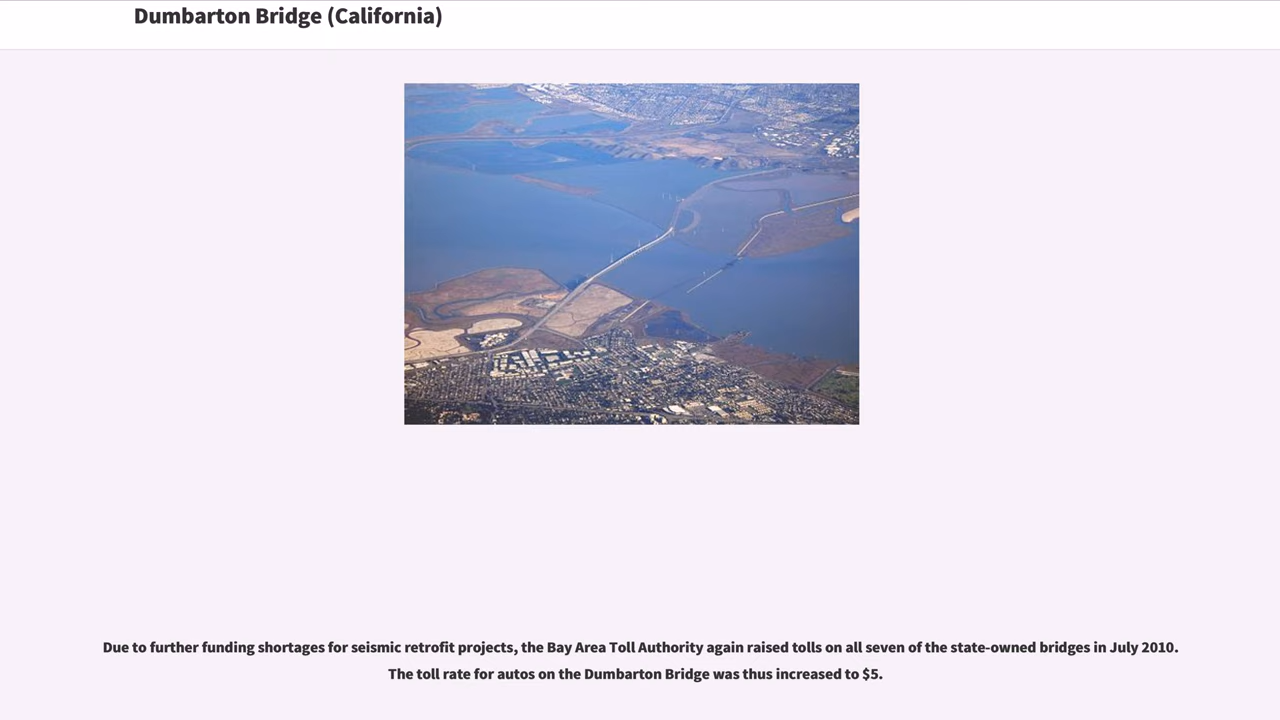 Dumbarton Bridge (California)
Due to further funding shortages for seismic retrofit projects, the Bay Area Toll Authority again raised tolls on all seven of the state-owned bridges in July 2010.
The toll rate for autos on the Dumbarton Bridge was thus increased to $5.